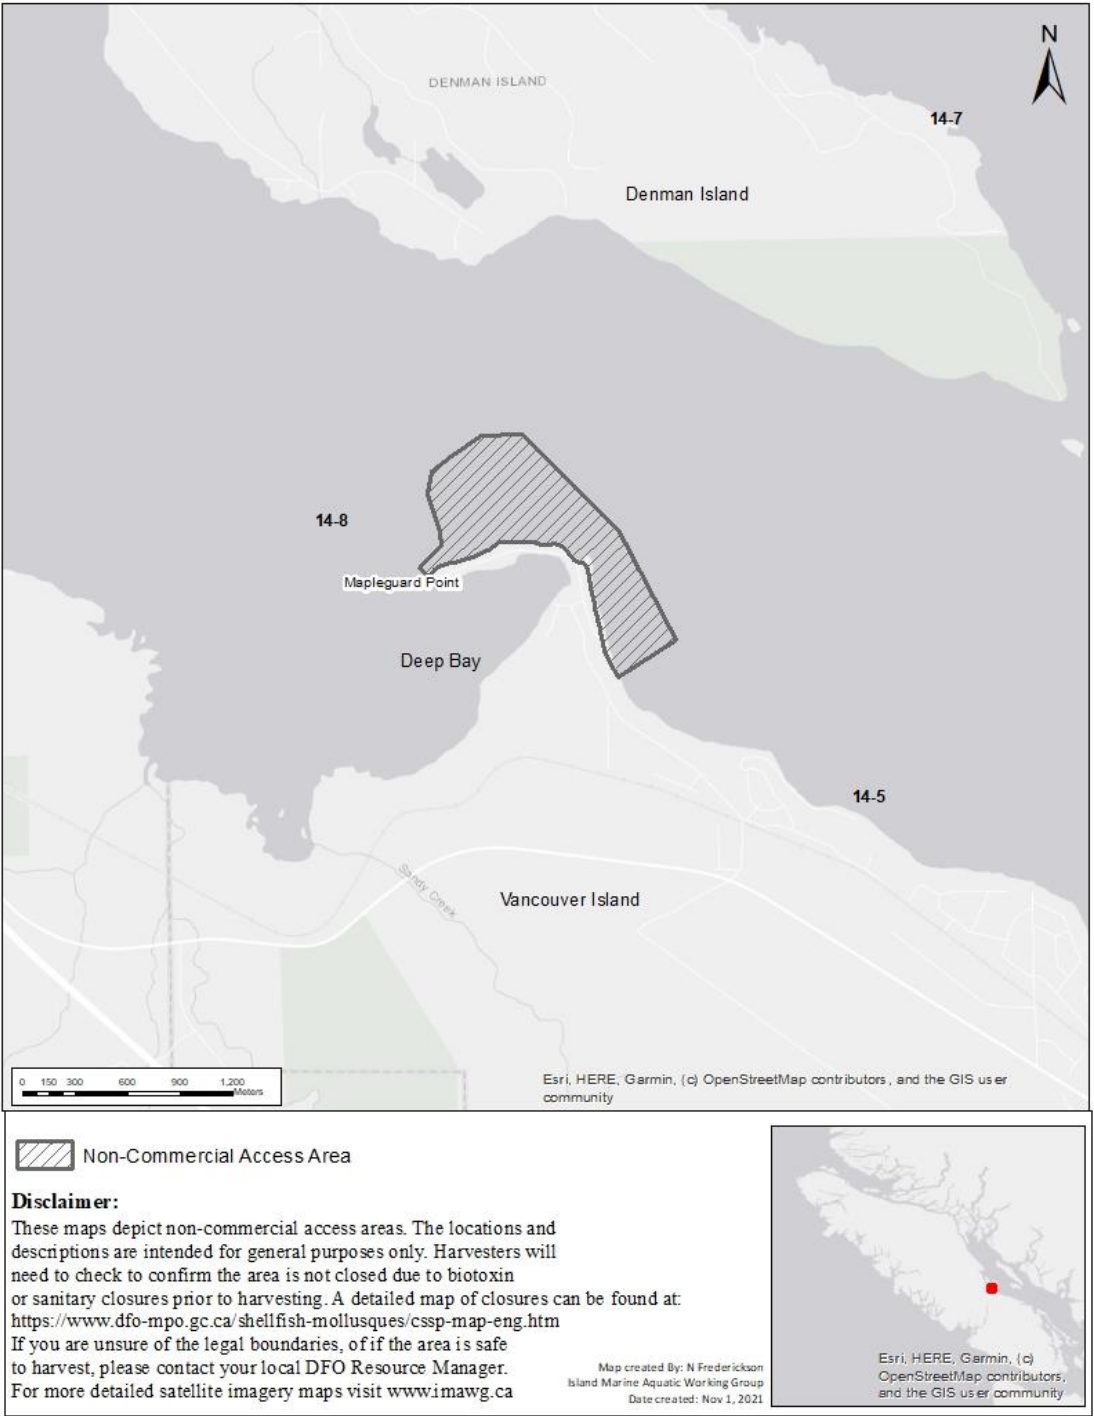 N
DENMAN ISLAND
14-7
Denman Island
14-8
Mapleguard Point
Deep Bay
14-5
Sandy Creek
Vancouver Island
0 150 300 600 900 1,200
Meters
Esri, HERE, Garmin, (c) OpenStreetMap contributors, and the GIS user
community
Non-Commercial Access Area
Disclaimer:
These maps depict non-commercial access areas. The locations and
descriptions are intended for general purposes only. Harvesters will
need to check to confirm the area is not closed due to biotoxin
or sanitary closures prior to harvesting. A detailed map of closures can be found at:
https://www.dfo-mpo.gc.ca/shellfish-mollusques/cssp-map-eng.htm
If you are unsure of the legal boundaries, of if the area is safe
to harvest, please contact your local DFO Resource Manager.
For more detailed satellite imagery maps visit www.imawg.ca
Map created By: N Frederickson
Island Marine Aquatic Working Group
Date created: Nov 1, 2021
Esri, HERE, Garmin, (c)
OpenStreetMap contributors,
and the GIS user community